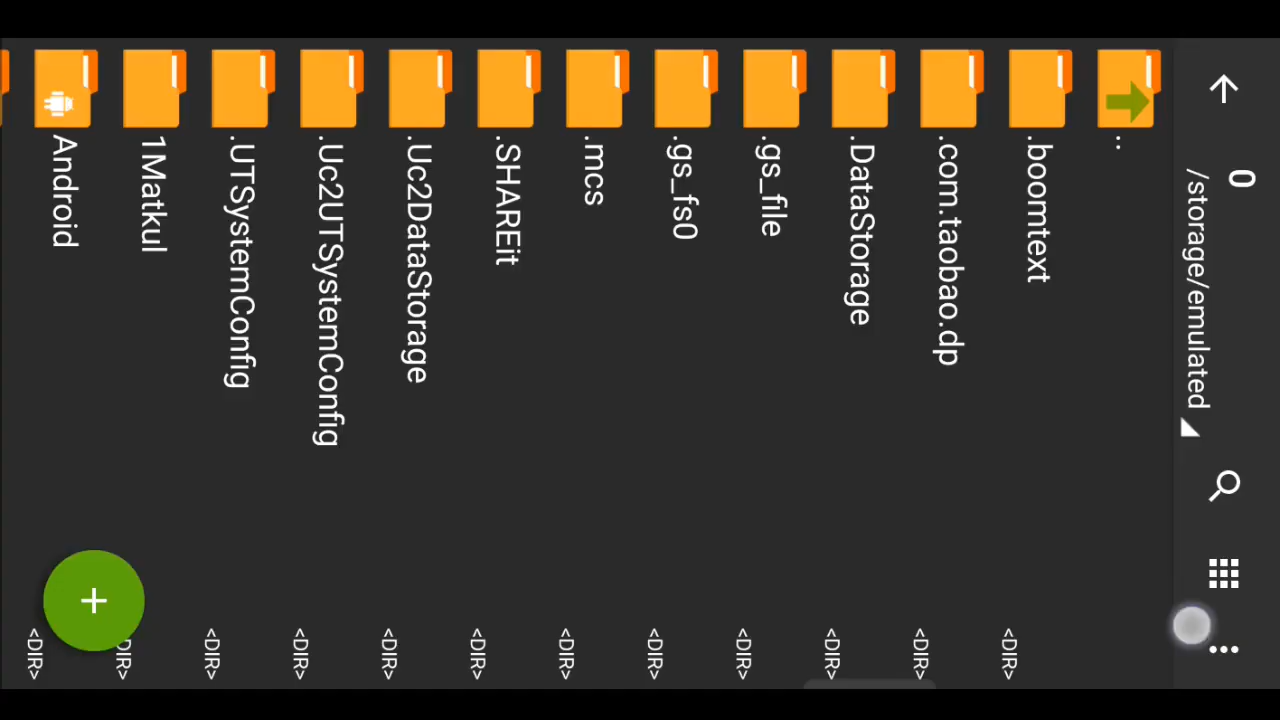 0
/storage/emulated
..
.boomtext
<DIR>
.com.taobao.dp
<DIR>
.DataStorage
<DIR>
.gs_file
<DIR>
.gs_fs0
<DIR>
.mcs
<DIR>
.SHAREit
<DIR>
.Uc2DataStorage
<DIR>
.Uc2UTSystemConfig
<DIR>
.UTSystemConfig
<DIR>
1Matkul
<DIR>
Android
<DIR>